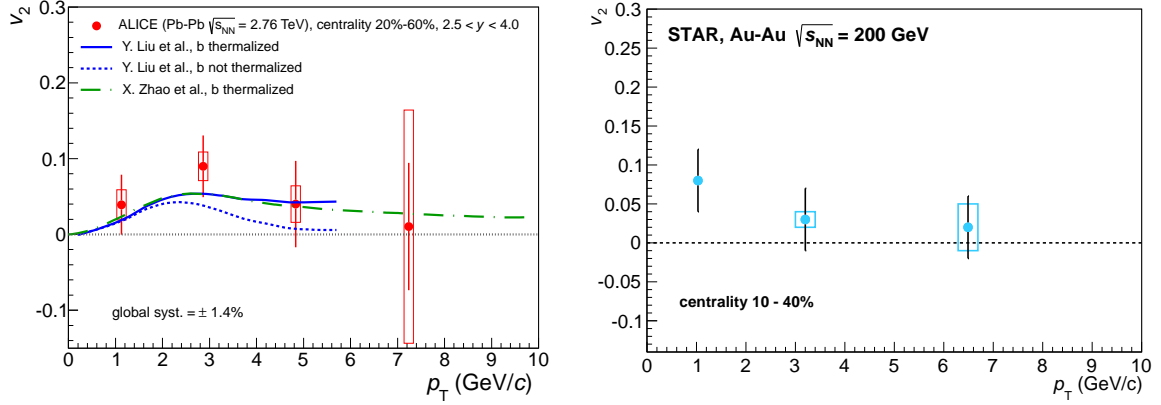 v₂
0.3
0.2
0.1
0
-0.1
ALICE (Pb-Pb √s_NN = 2.76 TeV), centrality 20%-60%, 2.5 < y < 4.0
Y. Liu et al., b thermalized
Y. Liu et al., b not thermalized
X. Zhao et al., b thermalized
global syst. = ± 1.4%
0 1 2 3 4 5 6 7 8 9 10
p_T (GeV/c)
v₂
0.3
0.25
0.2
0.15
0.1
0.05
0
-0.05
-0.1
STAR, Au-Au √s_NN = 200 GeV
centrality 10 - 40%
0 1 2 3 4 5 6 7 8 9 10
p_T (GeV/c)